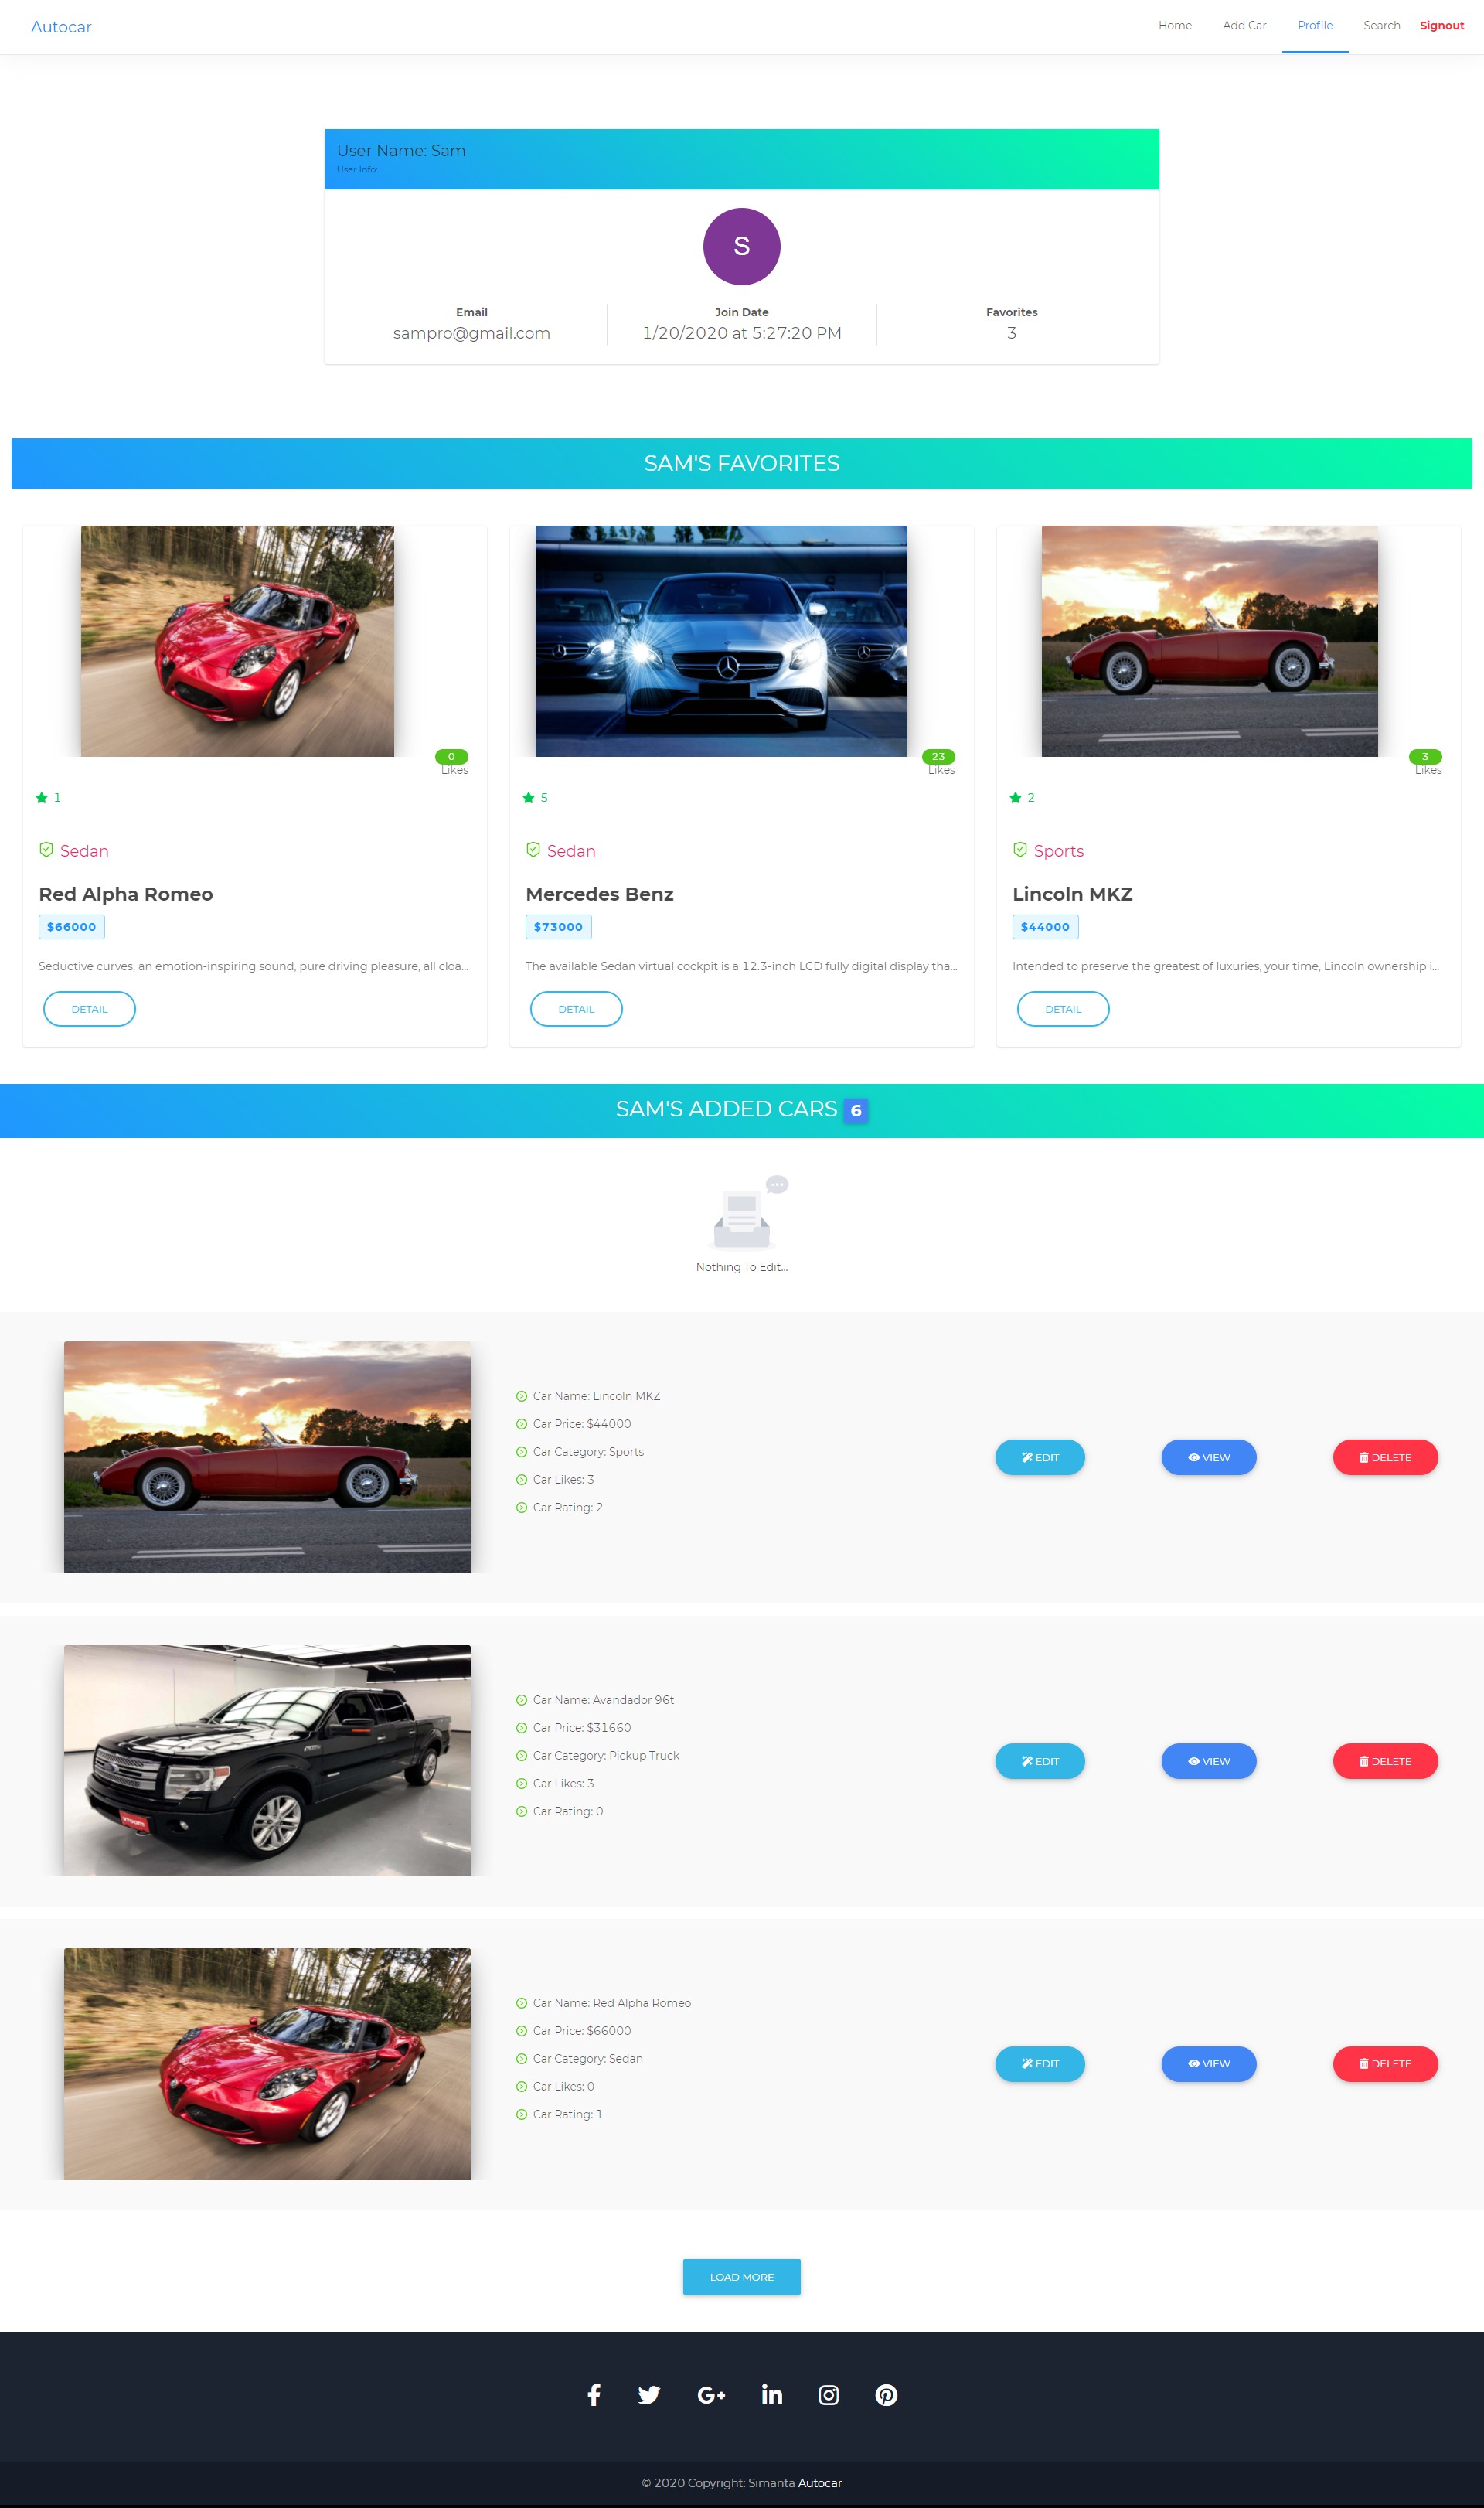 Autocar
Home Add Car Profile Search Signout
User Name: Sam
User Info:
S
Email Join Date Favorites
sampro@gmail.com 1/20/2020 at 5:27:20 PM 3
SAM'S FAVORITES
0 23 3
Likes Likes Likes
1 5 2
Sedan Sedan Sports
Red Alpha Romeo Mercedes Benz Lincoln MKZ
$66000 $73000 $44000
Seductive curves, an emotion-inspiring sound, pure driving pleasure, all cloa... The available Sedan virtual cockpit is a 12.3-inch LCD fully digital display tha... Intended to preserve the greatest of luxuries, your time, Lincoln ownership i...
DETAIL DETAIL DETAIL
SAM'S ADDED CARS 6
Nothing To Edit...
Car Name: Lincoln MKZ
Car Price: $44000
Car Category: Sports
Car Likes: 3
Car Rating: 2
EDIT VIEW DELETE
Car Name: Avandador 96t
Car Price: $31660
Car Category: Pickup Truck
Car Likes: 3
Car Rating: 0
EDIT VIEW DELETE
Car Name: Red Alpha Romeo
Car Price: $66000
Car Category: Sedan
Car Likes: 0
Car Rating: 1
EDIT VIEW DELETE
LOAD MORE
© 2020 Copyright: Simanta Autocar